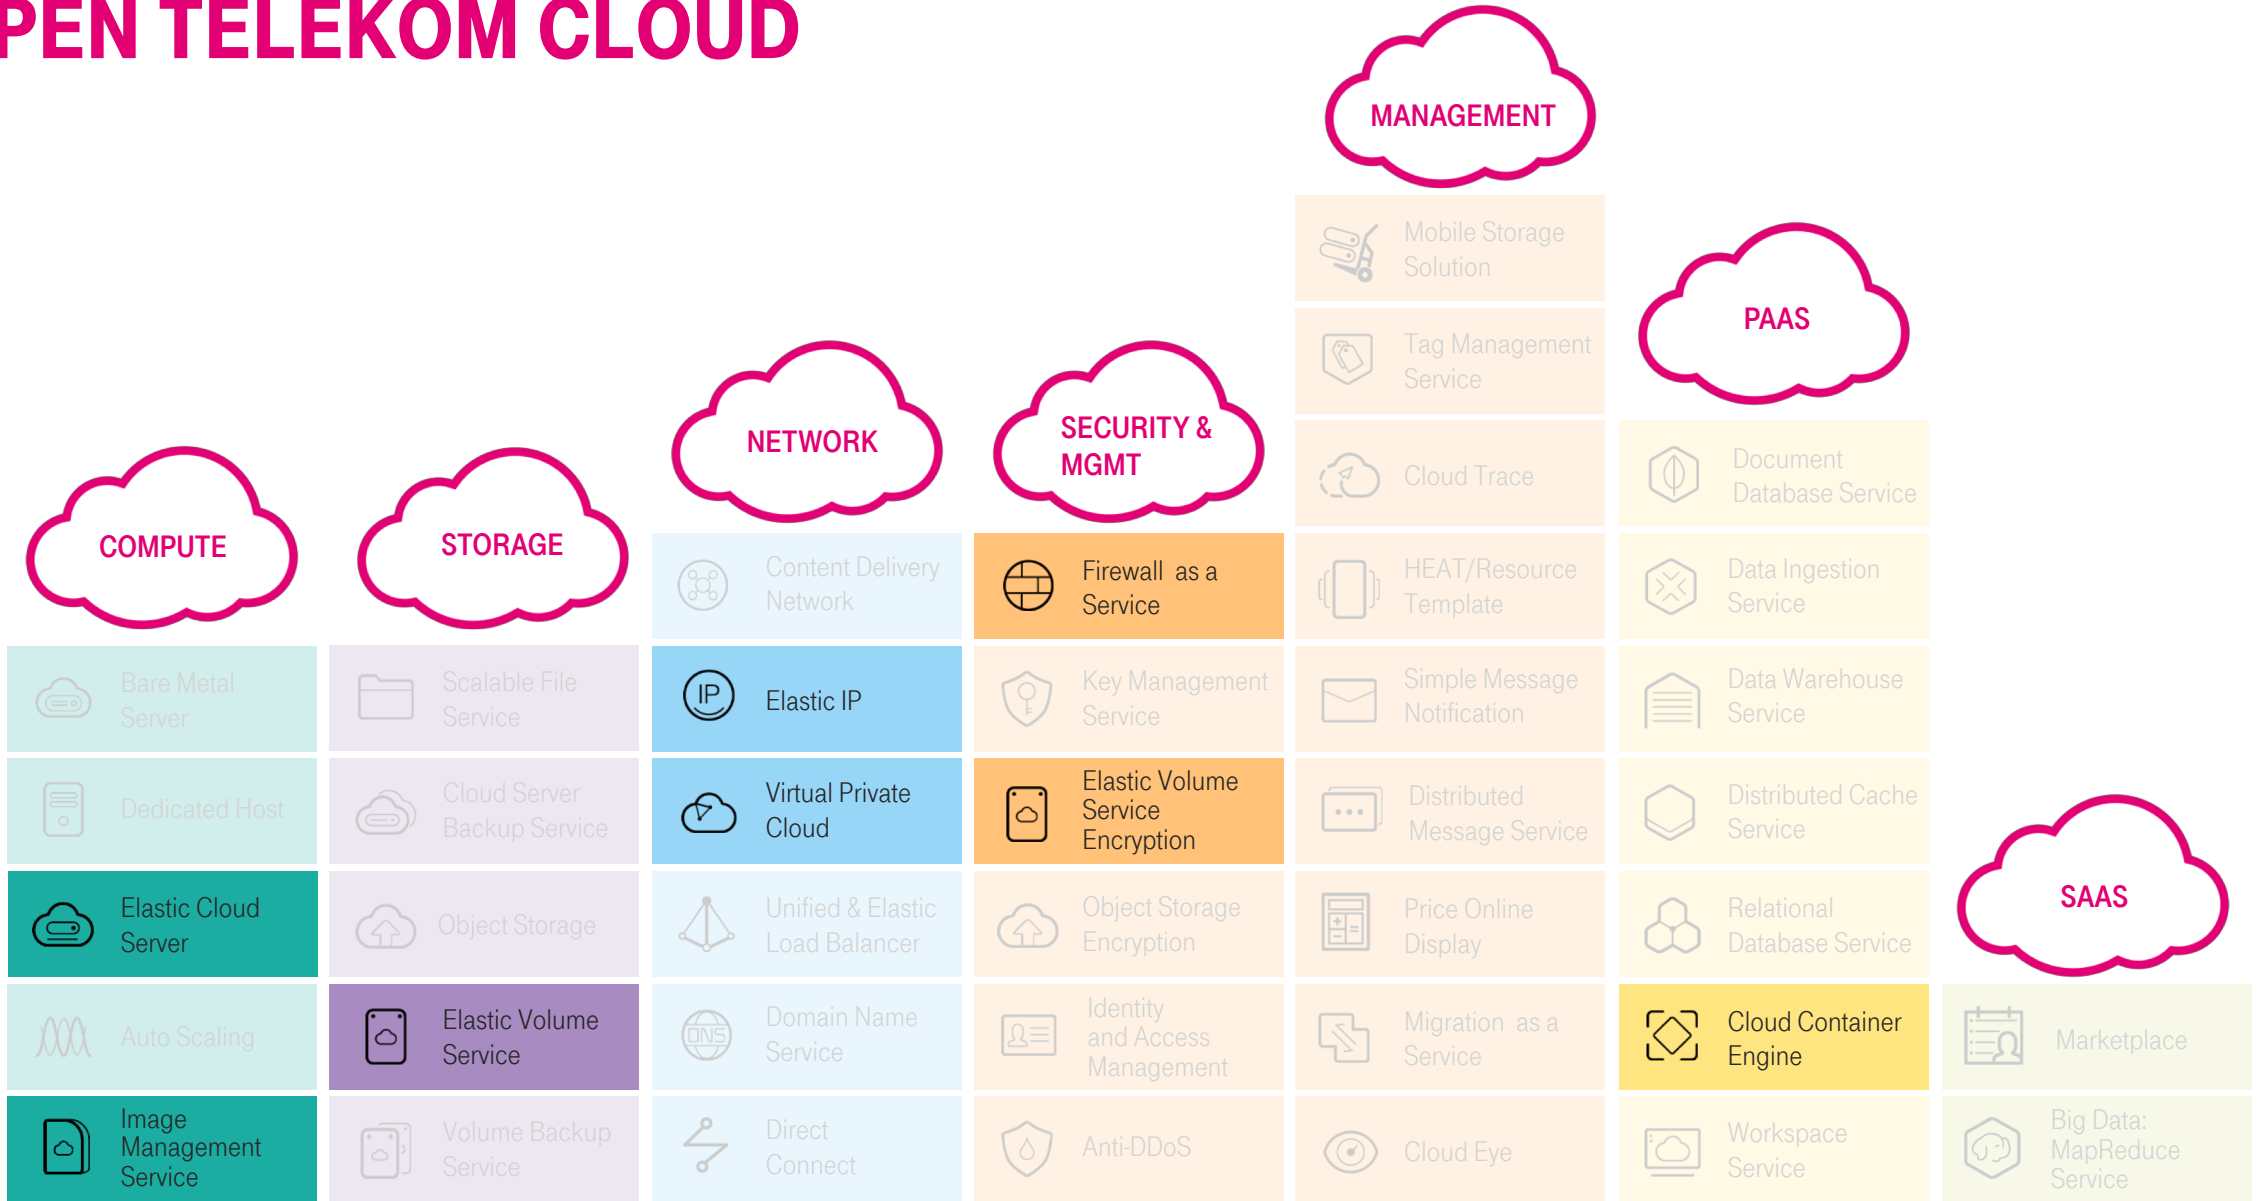 PEN TELEKOM CLOUD
MANAGEMENT
Mobile Storage
Solution
Tag Management
Service
Cloud Trace
HEAT/Resource
Template
Simple Message
Notification
Distributed
Message Service
Price Online
Display
Migration as a
Service
Cloud Eye
PAAS
Document
Database Service
Data Ingestion
Service
Data Warehouse
Service
Distributed Cache
Service
Relational
Database Service
Cloud Container
Engine
Workspace
Service
NETWORK
Content Delivery
Network
IP
Elastic IP
Virtual Private
Cloud
Unified & Elastic
Load Balancer
DNS
Domain Name
Service
Direct
Connect
SECURITY &
MGMT
Firewall as a
Service
Key Management
Service
Elastic Volume
Service
Encryption
Object Storage
Encryption
Identity
and Access
Management
Anti-DDoS
COMPUTE
Bare Metal
Server
Dedicated Host
Elastic Cloud
Server
Auto Scaling
Image
Management
Service
STORAGE
Scalable File
Service
Cloud Server
Backup Service
Object Storage
Elastic Volume
Service
Volume Backup
Service
SAAS
Marketplace
Big Data:
MapReduce
Service